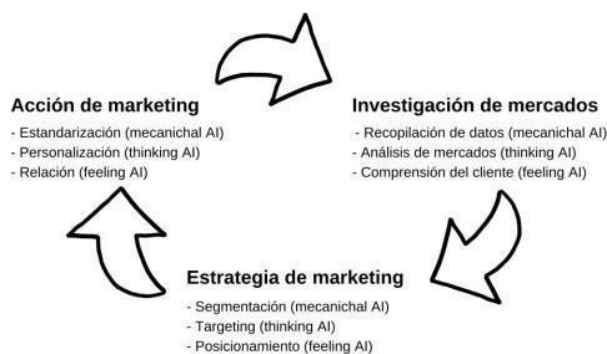 Acción de marketing
- Estandarización (mecanichal AI)
- Personalización (thinking AI)
- Relación (feeling AI)
Investigación de mercados
- Recopilación de datos (mecanichal AI)
- Análisis de mercados (thinking AI)
- Comprensión del cliente (feeling AI)
Estrategia de marketing
- Segmentación (mecanichal AI)
- Targeting (thinking AI)
- Posicionamiento (feeling AI)